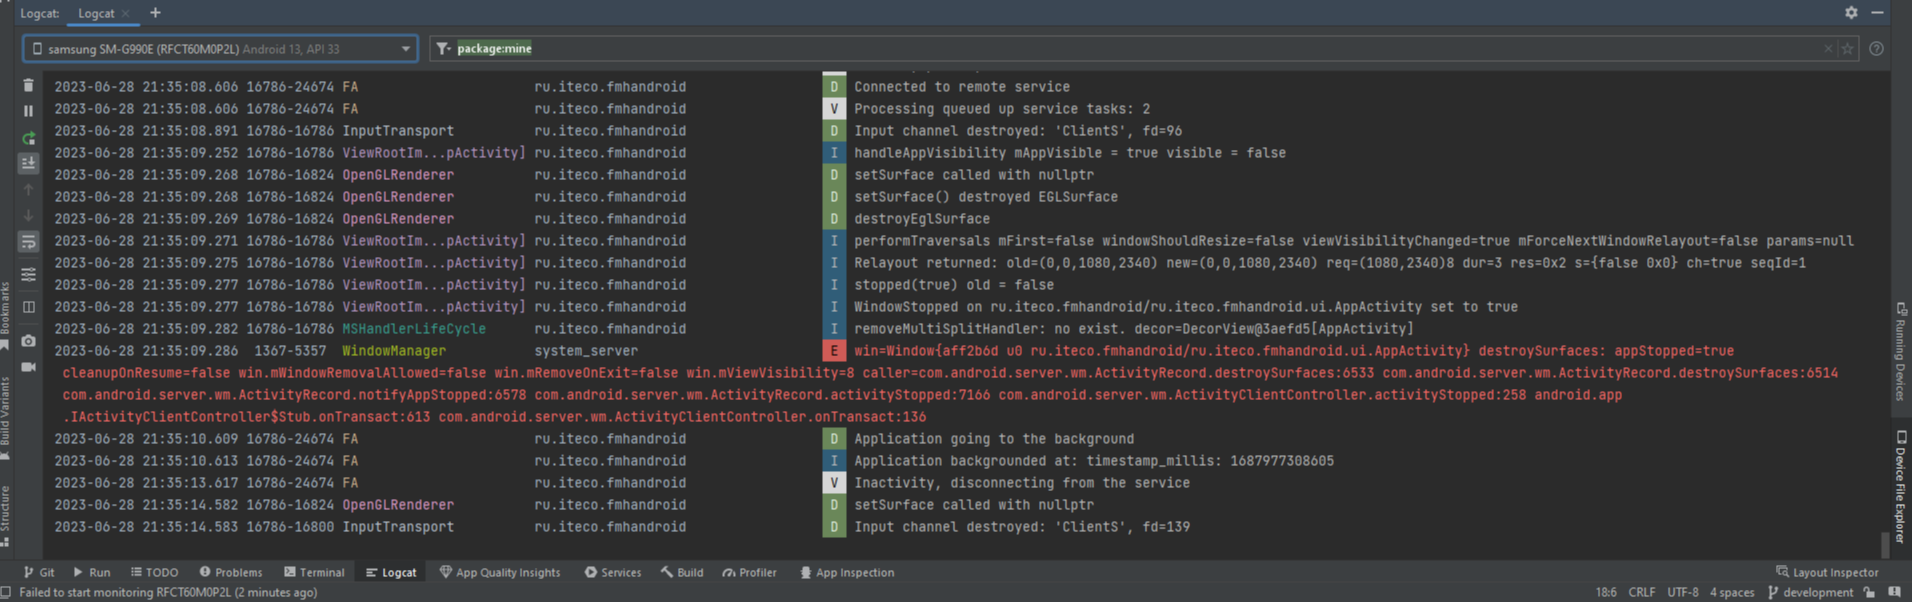 Logcat: Logcat
samsung SM-G990E (RFCT60M0P2L) Android 13, API 33 package:mine
2023-06-28 21:35:08.606 16786-24674 FA ru.iteco.fmhandroid D Connected to remote service
2023-06-28 21:35:08.606 16786-24674 FA ru.iteco.fmhandroid V Processing queued up service tasks: 2
2023-06-28 21:35:08.891 16786-16786 InputTransport ru.iteco.fmhandroid D Input channel destroyed: 'ClientS', fd=96
2023-06-28 21:35:09.252 16786-16786 ViewRootIm...pActivity] ru.iteco.fmhandroid I handleAppVisibility mAppVisible = true visible = false
2023-06-28 21:35:09.268 16786-16824 OpenGLRenderer ru.iteco.fmhandroid D setSurface called with nullptr
2023-06-28 21:35:09.268 16786-16824 OpenGLRenderer ru.iteco.fmhandroid D setSurface() destroyed EGLSurface
2023-06-28 21:35:09.269 16786-16824 OpenGLRenderer ru.iteco.fmhandroid D destroyEglSurface
2023-06-28 21:35:09.271 16786-16786 ViewRootIm...pActivity] ru.iteco.fmhandroid I performTraversals mFirst=false windowShouldResize=false viewVisibilityChanged=true mForceNextWindowRelayout=false params=null
2023-06-28 21:35:09.275 16786-16786 ViewRootIm...pActivity] ru.iteco.fmhandroid I Relayout returned: old=(0,0,1080,2340) new=(0,0,1080,2340) req=(1080,2340)8 dur=3 res=0x2 s={false 0x0} ch=true seqId=1
2023-06-28 21:35:09.277 16786-16786 ViewRootIm...pActivity] ru.iteco.fmhandroid I stopped(true) old = false
2023-06-28 21:35:09.277 16786-16786 ViewRootIm...pActivity] ru.iteco.fmhandroid I WindowStopped on ru.iteco.fmhandroid/ru.iteco.fmhandroid.ui.AppActivity set to true
2023-06-28 21:35:09.282 16786-16786 MSHandlerLifeCycle ru.iteco.fmhandroid I removeMultiSplitHandler: no exist. decor=DecorView@3aefd5[AppActivity]
2023-06-28 21:35:09.286 1367-5357 WindowManager system_server E win=Window{aff2b6d u0 ru.iteco.fmhandroid/ru.iteco.fmhandroid.ui.AppActivity} destroySurfaces: appStopped=true
cleanupOnResume=false win.mWindowRemovalAllowed=false win.mRemoveOnExit=false win.mViewVisibility=8 caller=com.android.server.wm.ActivityRecord.destroySurfaces:6533 com.android.server.wm.ActivityRecord.destroySurfaces:6514
com.android.server.wm.ActivityRecord.notifyAppStopped:6578 com.android.server.wm.ActivityRecord.activityStopped:7166 com.android.server.wm.ActivityClientController.activityStopped:258 android.app
.IActivityClientController$Stub.onTransact:613 com.android.server.wm.ActivityClientController.onTransact:136
2023-06-28 21:35:10.609 16786-24674 FA ru.iteco.fmhandroid D Application going to the background
2023-06-28 21:35:10.613 16786-24674 FA ru.iteco.fmhandroid I Application backgrounded at: timestamp_millis: 1687977308605
2023-06-28 21:35:13.617 16786-24674 FA ru.iteco.fmhandroid V Inactivity, disconnecting from the service
2023-06-28 21:35:14.582 16786-16824 OpenGLRenderer ru.iteco.fmhandroid D setSurface called with nullptr
2023-06-28 21:35:14.583 16786-16800 InputTransport ru.iteco.fmhandroid D Input channel destroyed: 'ClientS', fd=139
Bookmarks
Build Variants
Structure
Running Devices
Device File Explorer
Git Run TODO Problems Terminal Logcat App Quality Insights Services Build Profiler App Inspection Layout Inspector
Failed to start monitoring RFCT60M0P2L (2 minutes ago) 18:6 CRLF UTF-8 4 spaces development